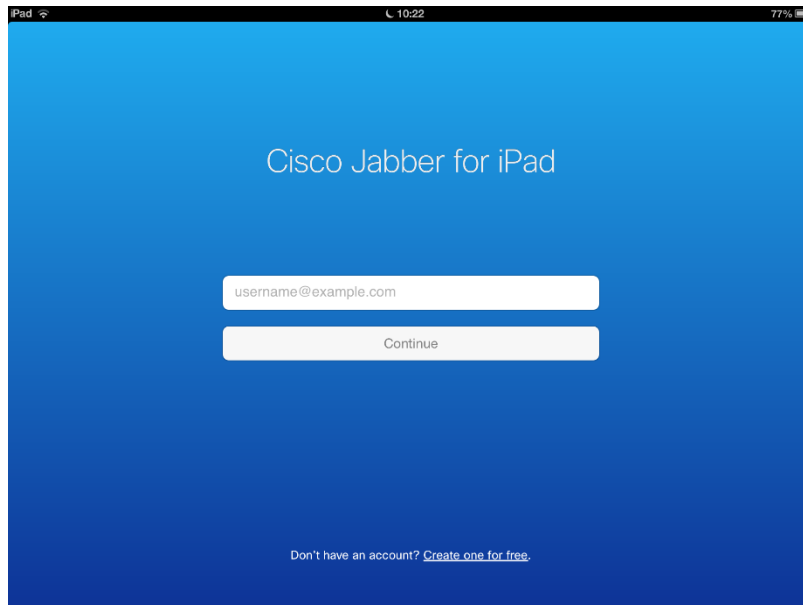 iPad 10:22 77%
Cisco Jabber for iPad
username@example.com
Continue
Don't have an account? Create one for free.